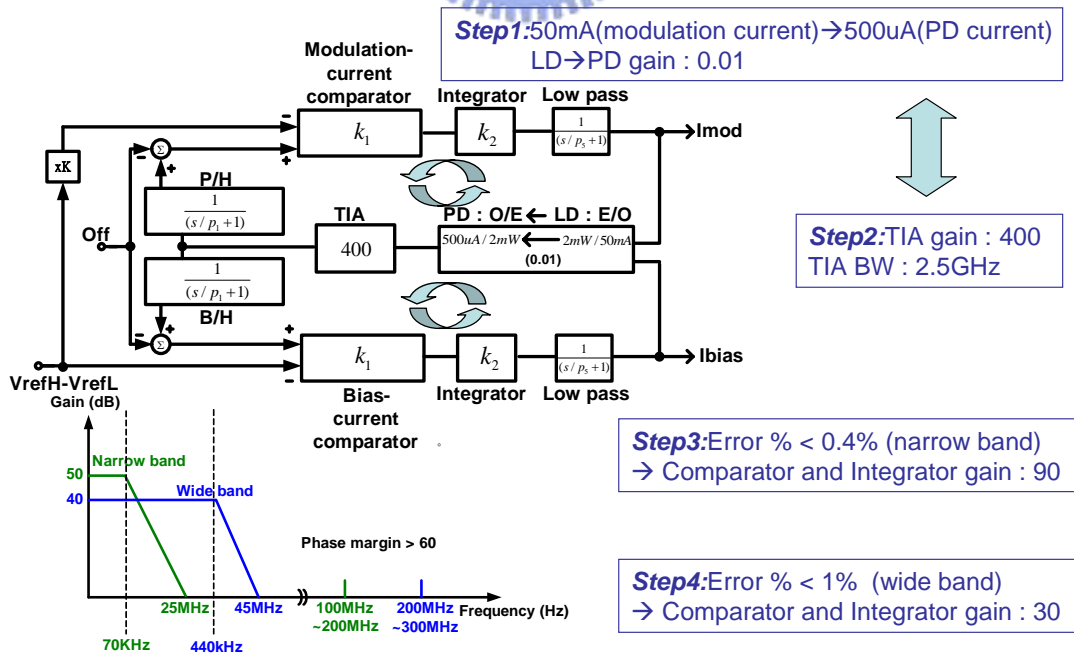 Step1:50mA(modulation current)→500uA(PD current)
LD→PD gain : 0.01
Modulation-
current
comparator
Integrator
Low pass
k₁
k₂
1
(s/p₅+1)
Imod
xK
Σ
P/H
1
(s/p₁+1)
Off
TIA
400
PD : O/E ← LD : E/O
500uA/2mW ← 2mW/50mA
(0.01)
1
(s/p₁+1)
B/H
Σ
k₁
k₂
1
(s/p₅+1)
Ibias
VrefH-VrefL
Bias-
current
comparator
Integrator
Low pass
Step2:TIA gain : 400
TIA BW : 2.5GHz
Gain (dB)
50
Narrow band
40
Wide band
Phase margin > 60
25MHz
45MHz
100MHz
~200MHz
200MHz
~300MHz
Frequency (Hz)
70KHz
440kHz
Step3:Error % < 0.4% (narrow band)
→ Comparator and Integrator gain : 90
Step4:Error % < 1% (wide band)
→ Comparator and Integrator gain : 30